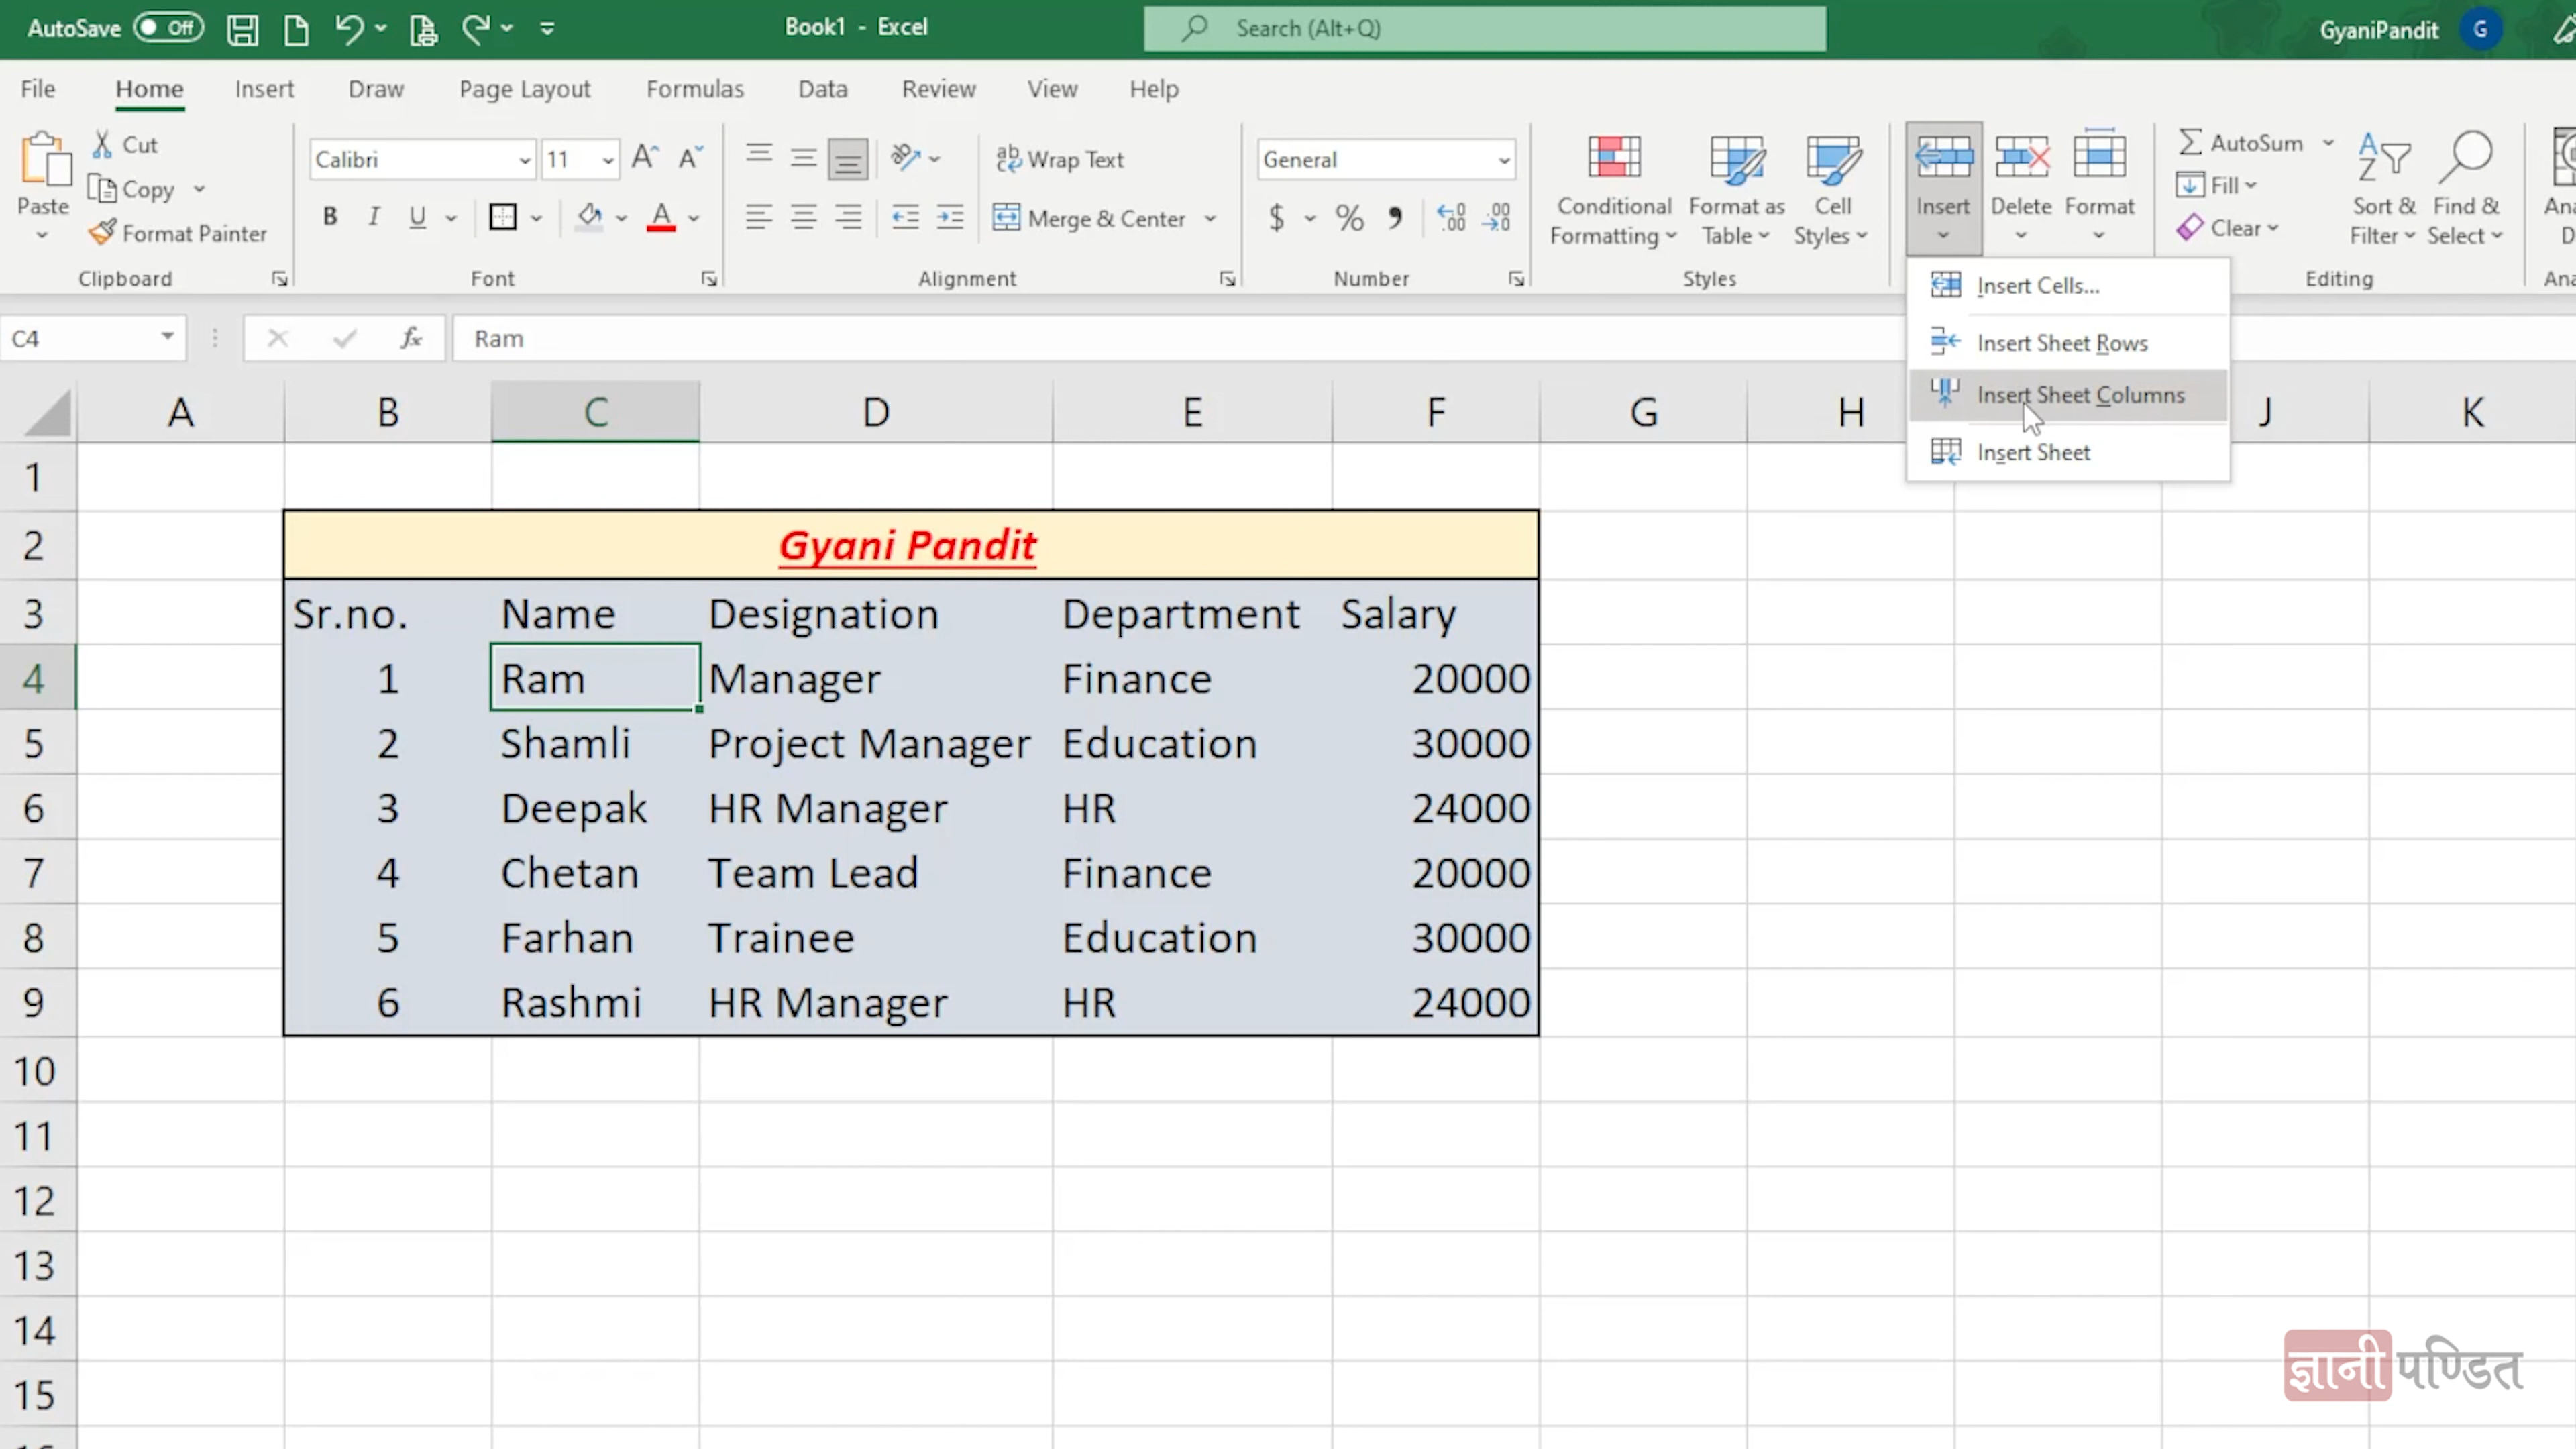 AutoSave Off Book1 - Excel Search (Alt+Q) GyaniPandit G
File Home Insert Draw Page Layout Formulas Data Review View Help
Paste Cut Copy Format Painter
Clipboard
Calibri 11
B I U A
Font
Wrap Text
Merge & Center
Alignment
General
$ % , .00
Number
Conditional Formatting Format as Table Cell Styles
Styles
Insert Delete Format
AutoSum
Fill
Clear
Sort & Filter Find & Select
Editing
Insert Cells...
Insert Sheet Rows
Insert Sheet Columns
Insert Sheet
C4 fx Ram
A B C D E F G H J K
1
2 Gyani Pandit
3 Sr.no. Name Designation Department Salary
4 1 Ram Manager Finance 20000
5 2 Shamli Project Manager Education 30000
6 3 Deepak HR Manager HR 24000
7 4 Chetan Team Lead Finance 20000
8 5 Farhan Trainee Education 30000
9 6 Rashmi HR Manager HR 24000
10
11
12
13
14
15
ज्ञानी पण्डित